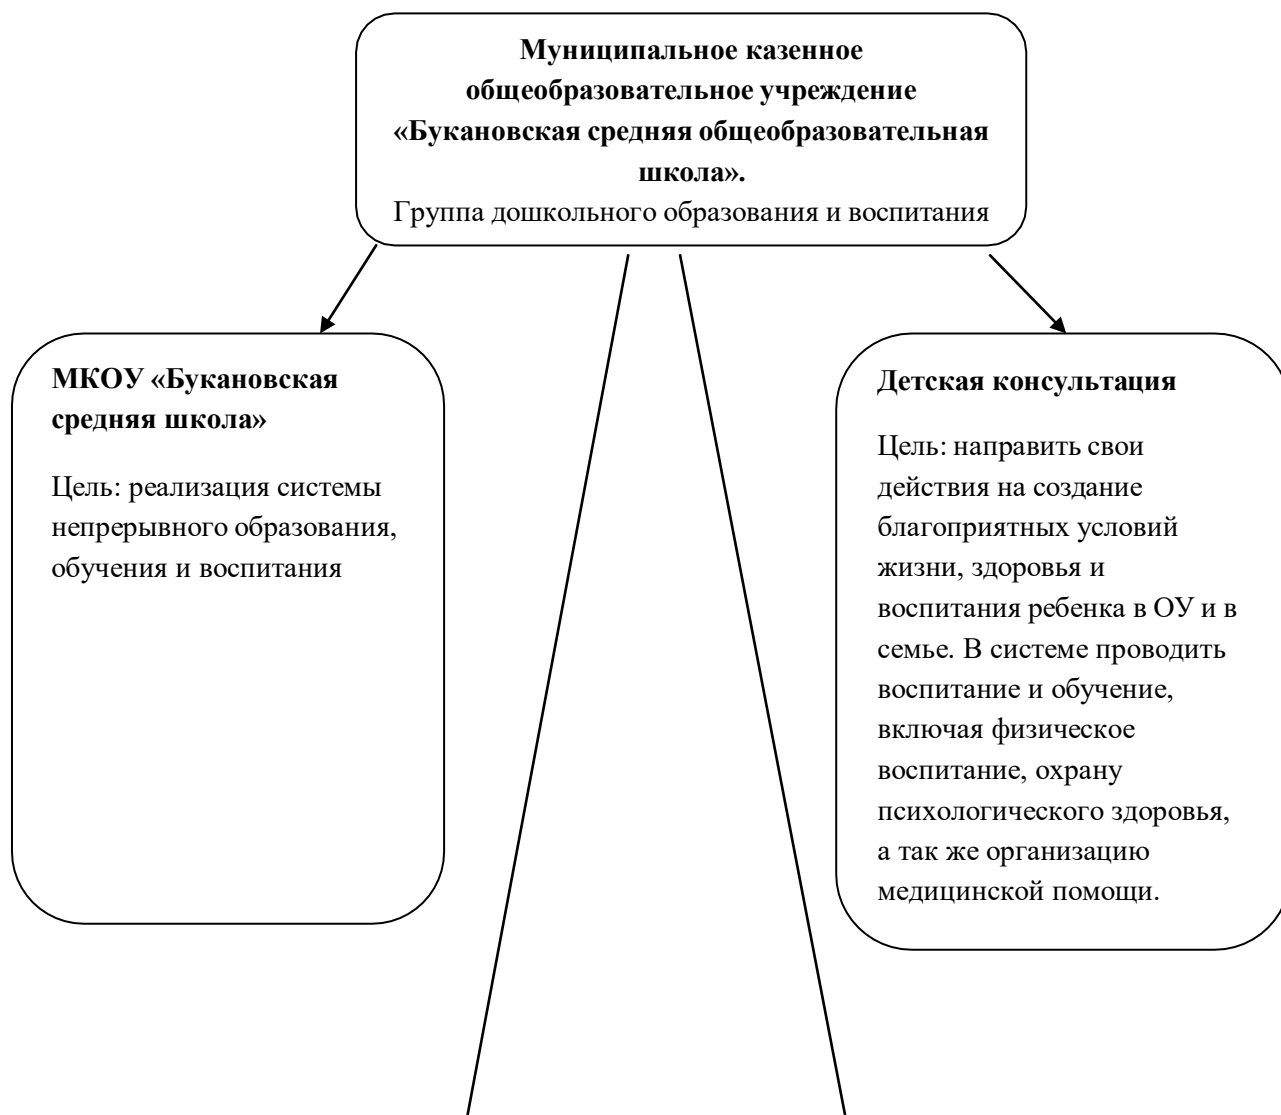 Муниципальное казенное
общеобразовательное учреждение
«Букановская средняя общеобразовательная
школа».
Группа дошкольного образования и воспитания
МКОУ «Букановская
средняя школа»
Цель: реализация системы
непрерывного образования,
обучения и воспитания
Детская консультация
Цель: направить свои
действия на создание
благоприятных условий
жизни, здоровья и
воспитания ребенка в ОУ и в
семье. В системе проводить
воспитание и обучение,
включая физическое
воспитание, охрану
психологического здоровья,
а так же организацию
медицинской помощи.